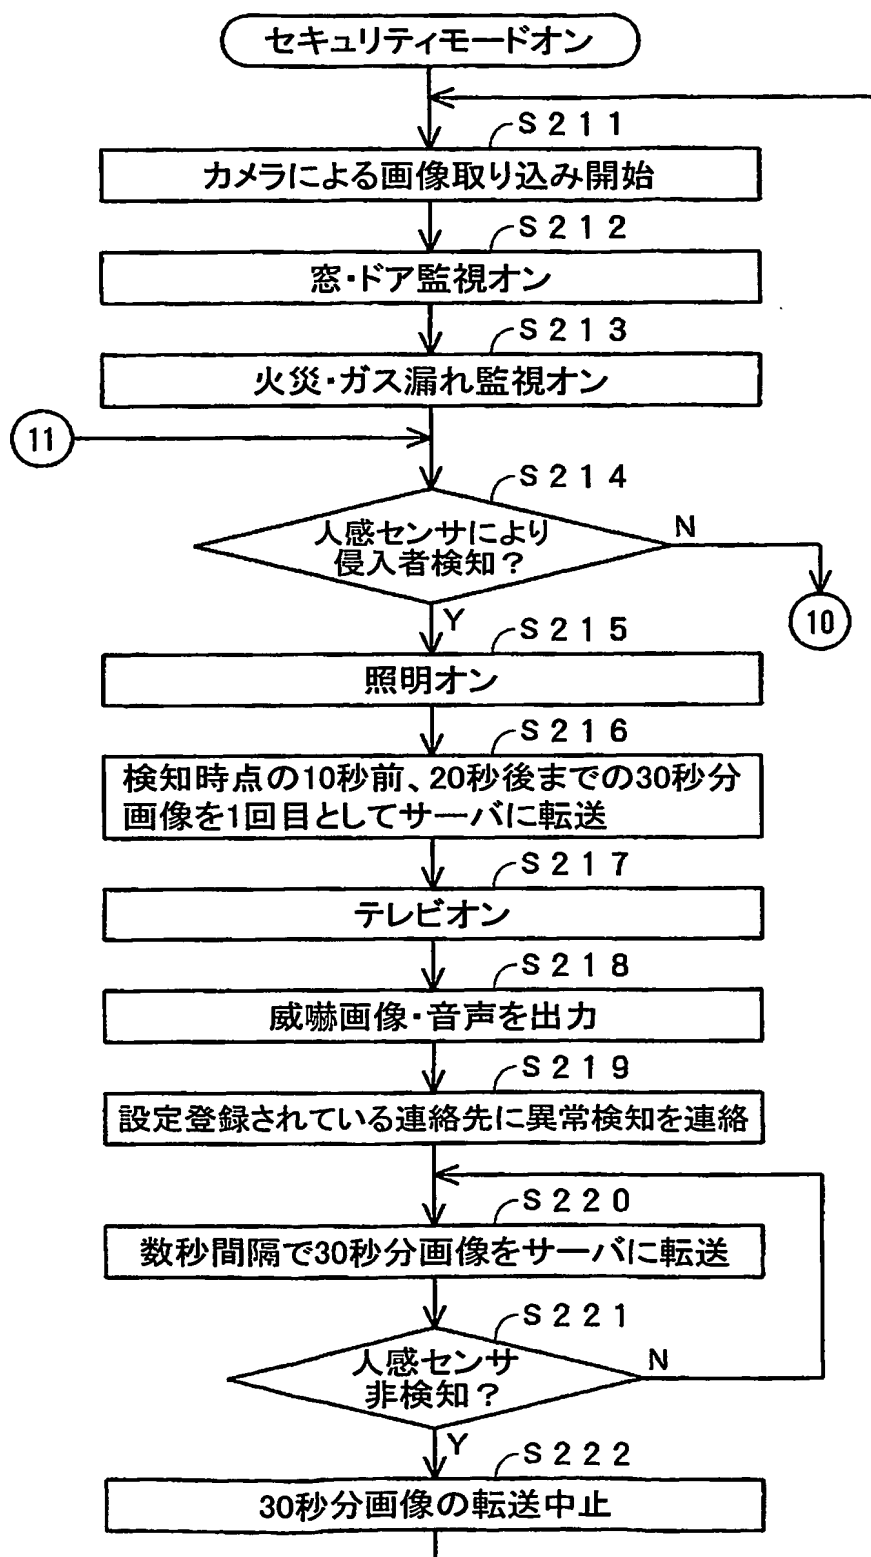 セキュリティモードオン
S211
カメラによる画像取り込み開始
S212
窓・ドア監視オン
S213
火災・ガス漏れ監視オン
11
S214
人感センサにより
侵入者検知?
N
10
Y
S215
照明オン
S216
検知時点の10秒前、20秒後までの30秒分
画像を1回目としてサーバに転送
S217
テレビオン
S218
威嚇画像・音声を出力
S219
設定登録されている連絡先に異常検知を連絡
S220
数秒間隔で30秒分画像をサーバに転送
S221
人感センサ
非検知?
N
Y
S222
30秒分画像の転送中止